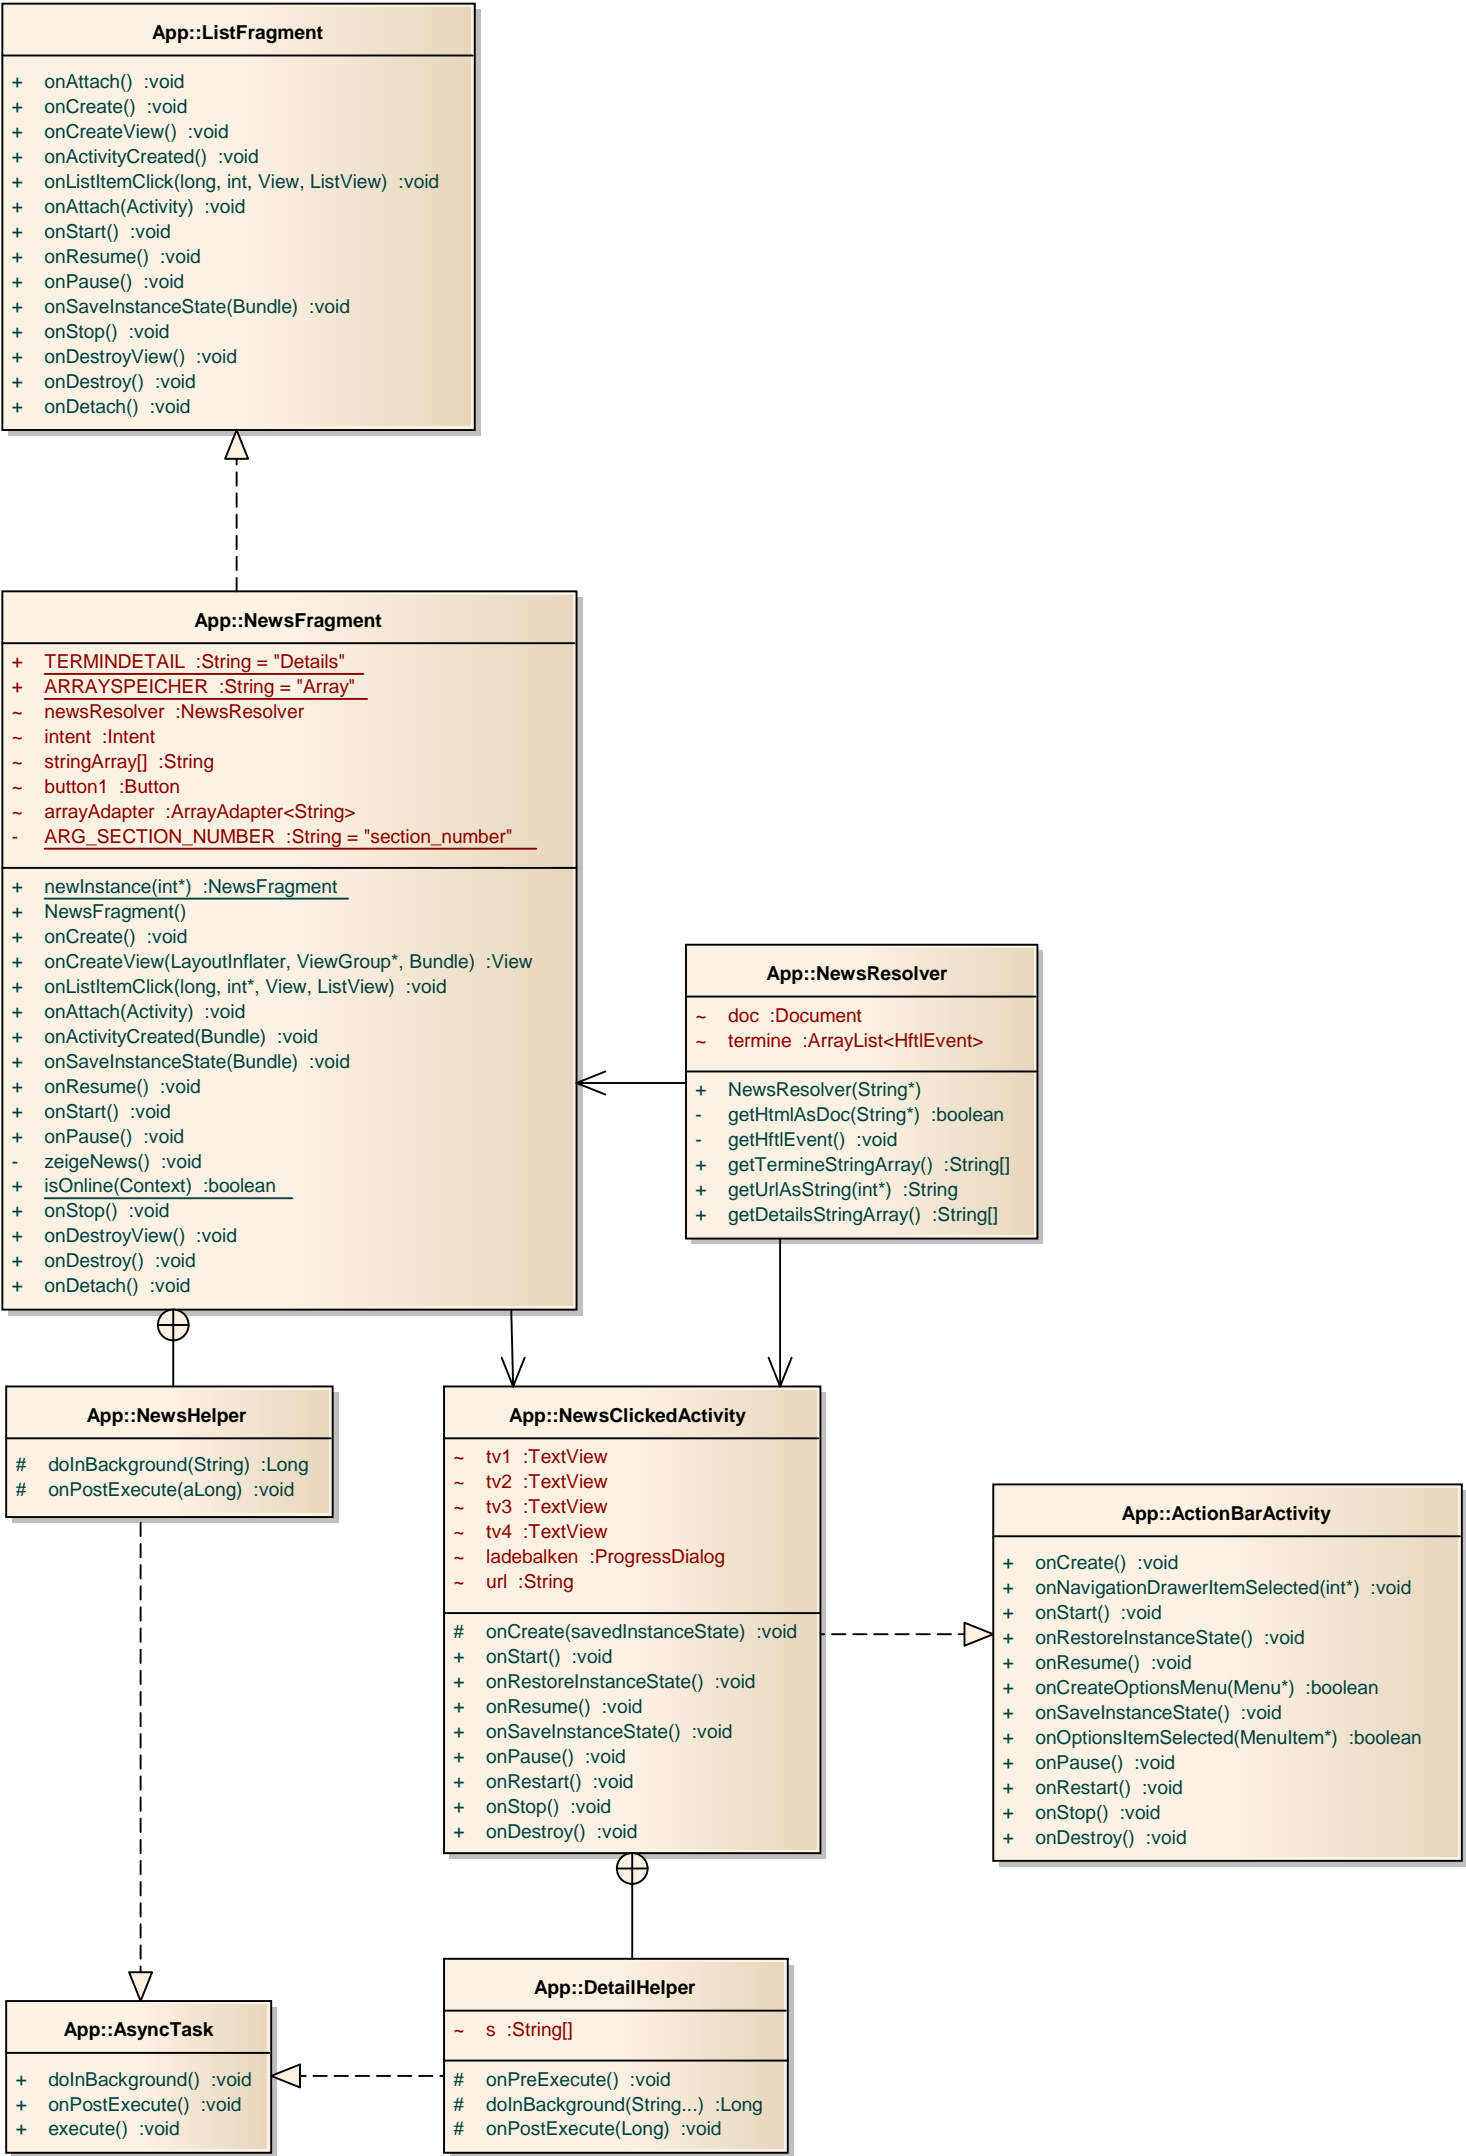 App::ListFragment
+ onAttach() :void
+ onCreate() :void
+ onCreateView() :void
+ onActivityCreated() :void
+ onListItemClick(long, int, View, ListView) :void
+ onAttach(Activity) :void
+ onStart() :void
+ onResume() :void
+ onPause() :void
+ onSaveInstanceState(Bundle) :void
+ onStop() :void
+ onDestroyView() :void
+ onDestroy() :void
+ onDetach() :void
App::NewsFragment
+ TERMINDETAIL :String = "Details"
+ ARRAYSPEICHER :String = "Array"
~ newsResolver :NewsResolver
~ intent :Intent
~ stringArray[] :String
~ button1 :Button
~ arrayAdapter :ArrayAdapter<String>
- ARG_SECTION_NUMBER :String = "section_number"
+ newInstance(int*) :NewsFragment
+ NewsFragment()
+ onCreate() :void
+ onCreateView(LayoutInflater, ViewGroup*, Bundle) :View
+ onListItemClick(long, int*, View, ListView) :void
+ onAttach(Activity) :void
+ onActivityCreated(Bundle) :void
+ onSaveInstanceState(Bundle) :void
+ onResume() :void
+ onStart() :void
+ onPause() :void
- zeigeNews() :void
+ isOnline(Context) :boolean
+ onStop() :void
+ onDestroyView() :void
+ onDestroy() :void
+ onDetach() :void
App::NewsResolver
~ doc :Document
~ termine :ArrayList<HftlEvent>
+ NewsResolver(String*)
- getHtmlAsDoc(String*) :boolean
- getHftlEvent() :void
+ getTermineStringArray() :String[]
+ getUrlAsString(int*) :String
+ getDetailsStringArray() :String[]
App::NewsHelper
# doInBackground(String) :Long
# onPostExecute(aLong) :void
App::NewsClickedActivity
~ tv1 :TextView
~ tv2 :TextView
~ tv3 :TextView
~ tv4 :TextView
~ ladebalken :ProgressDialog
~ url :String
# onCreate(savedInstanceState) :void
+ onStart() :void
+ onRestoreInstanceState() :void
+ onResume() :void
+ onSaveInstanceState() :void
+ onPause() :void
+ onRestart() :void
+ onStop() :void
+ onDestroy() :void
App::ActionBarActivity
+ onCreate() :void
+ onNavigationDrawerItemSelected(int*) :void
+ onStart() :void
+ onRestoreInstanceState() :void
+ onResume() :void
+ onCreateOptionsMenu(Menu*) :boolean
+ onSaveInstanceState() :void
+ onOptionsItemSelected(MenuItem*) :boolean
+ onPause() :void
+ onRestart() :void
+ onStop() :void
+ onDestroy() :void
App::AsyncTask
+ doInBackground() :void
+ onPostExecute() :void
+ execute() :void
App::DetailHelper
~ s :String[]
# onPreExecute() :void
# doInBackground(String...) :Long
# onPostExecute(Long) :void